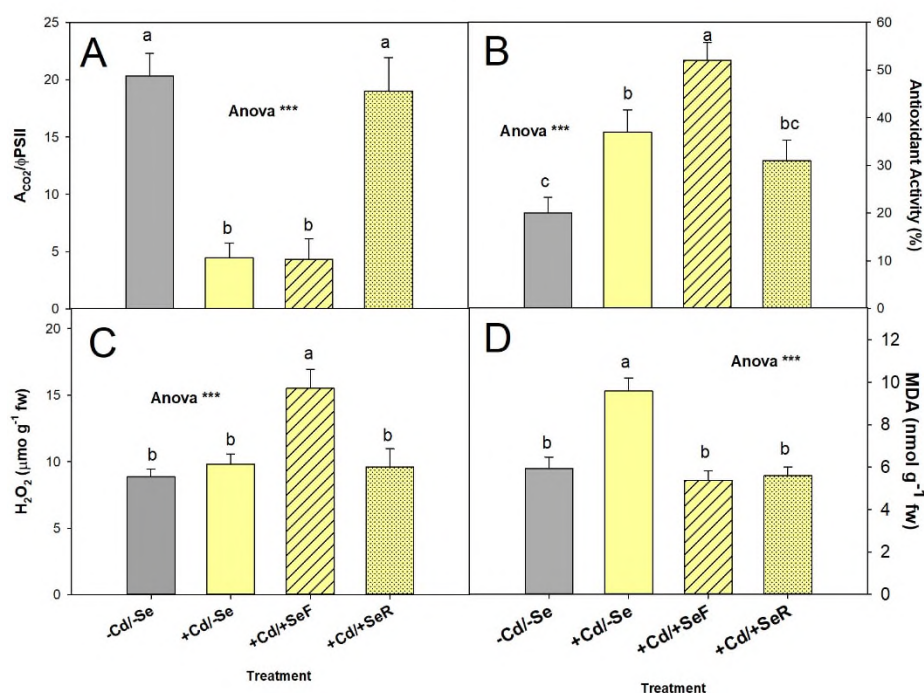 A
25
20
15
10
5
0
A_CO2/ϕPSII
Anova ***
a
b
b
a
B
60
50
40
30
20
10
0
Antioxidant Activity (%)
Anova ***
c
b
a
bc
C
20
15
10
5
0
H₂O₂ (µmo g⁻¹ fw)
Anova ***
b
b
a
b
-Cd/-Se
+Cd/-Se
+Cd/+SeF
+Cd/+SeR
Treatment
D
12
10
8
6
4
2
0
MDA (nmol g⁻¹ fw)
Anova ***
b
a
b
b
-Cd/-Se
+Cd/-Se
+Cd/+SeF
+Cd/+SeR
Treatment